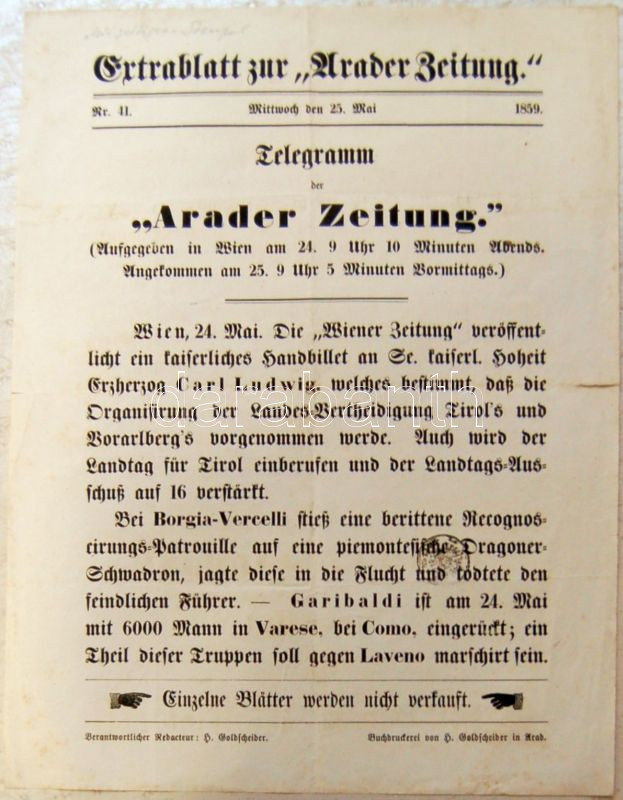 Extrablatt zur „Arader Zeitung.“
Nr. 41. Mittwoch den 25. Mai 1859.
Telegramm
der
„Arader Zeitung.”
(Aufgegeben in Wien am 24. 9 Uhr 10 Minuten Abends.
Angekommen am 25. 9 Uhr 5 Minuten Vormittags.)
Wien, 24. Mai. Die „Wiener Zeitung“ veröffent-
licht ein kaiserliches Handbillet an Se. kaiserl. Hoheit
Erzherzog Carl Ludwig, welches bestimmt, daß die
Organisirung der Landes-Vertheidigung Tirol's und
Vorarlberg's vorgenommen werde. Auch wird der
Landtag für Tirol einberufen und der Landtags-Aus-
schuß auf 16 verstärkt.
Bei Borgia-Vercelli stieß eine berittene Recognos-
cirungs-Patrouille auf eine piemontesische Dragoner-
Schwadron, jagte diese in die Flucht und tödtete den
feindlichen Führer. — Garibaldi ist am 24. Mai
mit 6000 Mann in Varese, bei Como, eingerückt; ein
Theil dieser Truppen soll gegen Laveno marschirt sein.
Einzelne Blätter werden nicht verkauft.
Verantwortlicher Redacteur: H. Goldscheider. Buchdruckerei von H. Goldscheider in Arad.
darabanth